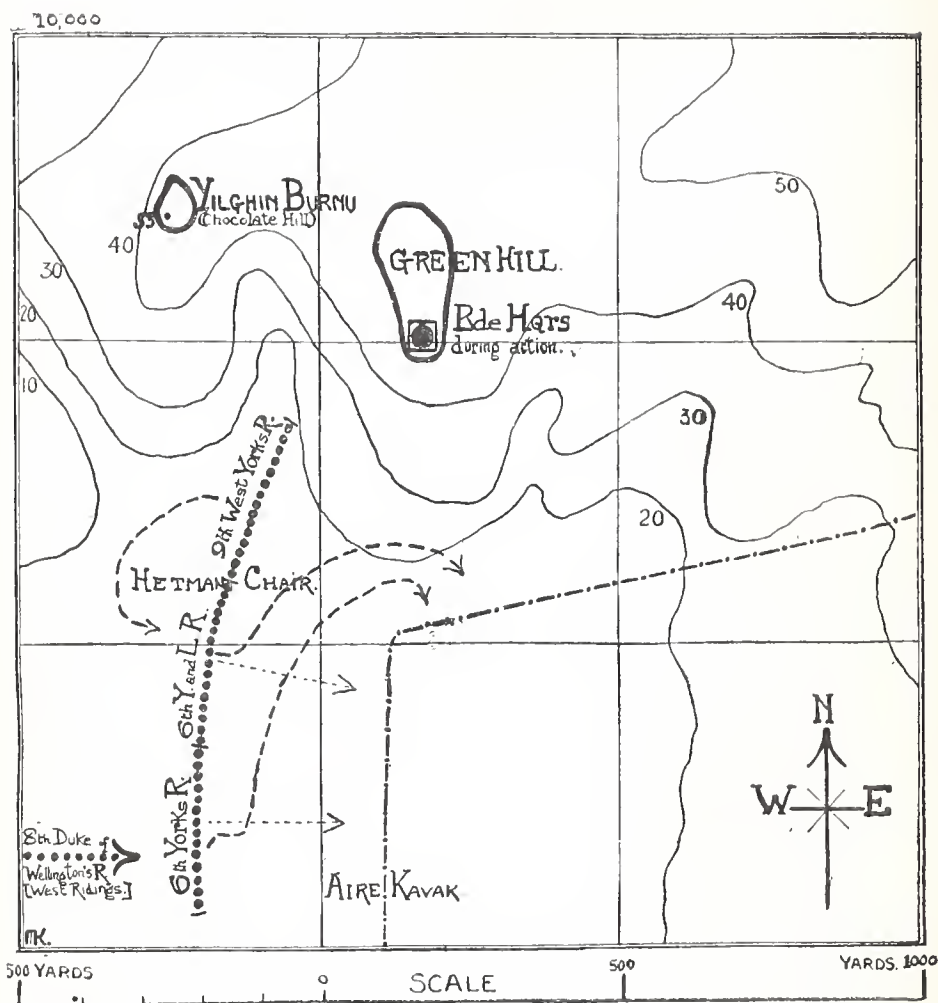 10,000
YILGHIN BURNU
(Chocolate Hill)
53
40
50
30
GREEN HILL.
20
40
Bde Hqrs
during action.
10
30
9th West Yorks R.
20
HETMAN CHAIR.
6th Y. and L. R.
N
W E
6th Yorks R.
8th Duke of
Wellington's R
[West Ridings.]
AIRE KAVAK
MK.
500 YARDS 0 SCALE 500 YARDS. 1000